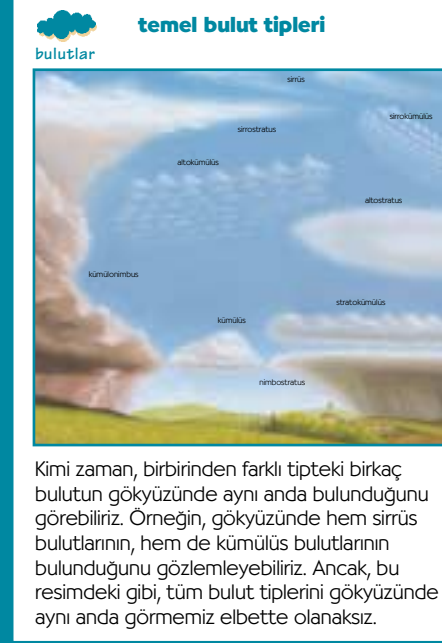 temel bulut tipleri
bulutlar
sirrüs
sirrokümülüs
sirrostratus
altokümülüs
altostratus
kümülonimbus
stratokümülüs
kümülüs
nimbostratus
Kimi zaman, birbirinden farklı tipteki birkaç
bulutun gökyüzünde aynı anda bulunduğunu
görebiliriz. Örneğin, gökyüzünde hem sirrüs
bulutlarının, hem de kümülüs bulutlarının
bulunduğunu gözlemleyebiliriz. Ancak, bu
resimdeki gibi, tüm bulut tiplerini gökyüzünde
aynı anda görmemiz elbette olanaksız.